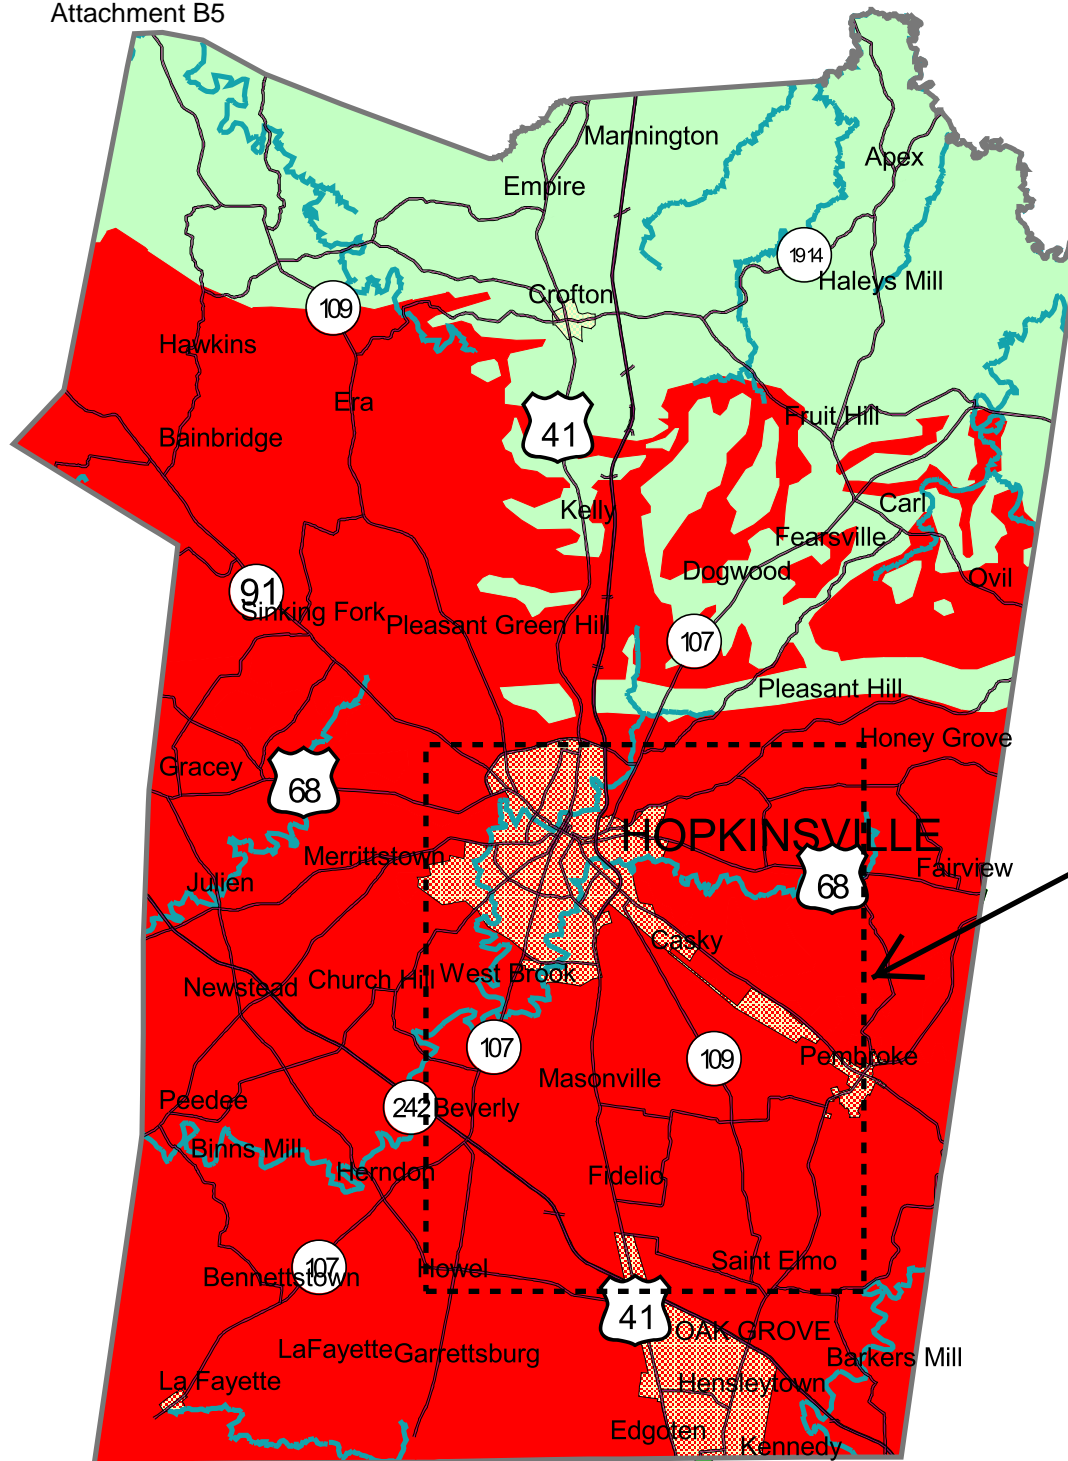 Attachment B5
Mannington
Apex
Empire
1914
Haleys Mill
Crofton
109
Hawkins
Era
Fruit Hill
41
Bainbridge
Kelly
Carl
Fearsville
Dogwood
Ovil
91
Sinking Fork
Pleasant Green Hill
107
Pleasant Hill
Honey Grove
Gracey
68
HOPKINSVILLE
Merrittstown
Fairview
Julien
68
Casky
West Brook
Church Hill
Newstead
107
109
Pembroke
Masonville
Peedee
242
Beverly
Binns Mill
Herndon
Fidelio
Saint Elmo
107
Howel
Bennettstown
41
OAK GROVE
LaFayette
Garrettsburg
Barkers Mill
La Fayette
Hensleytown
Edgoten
Kennedy